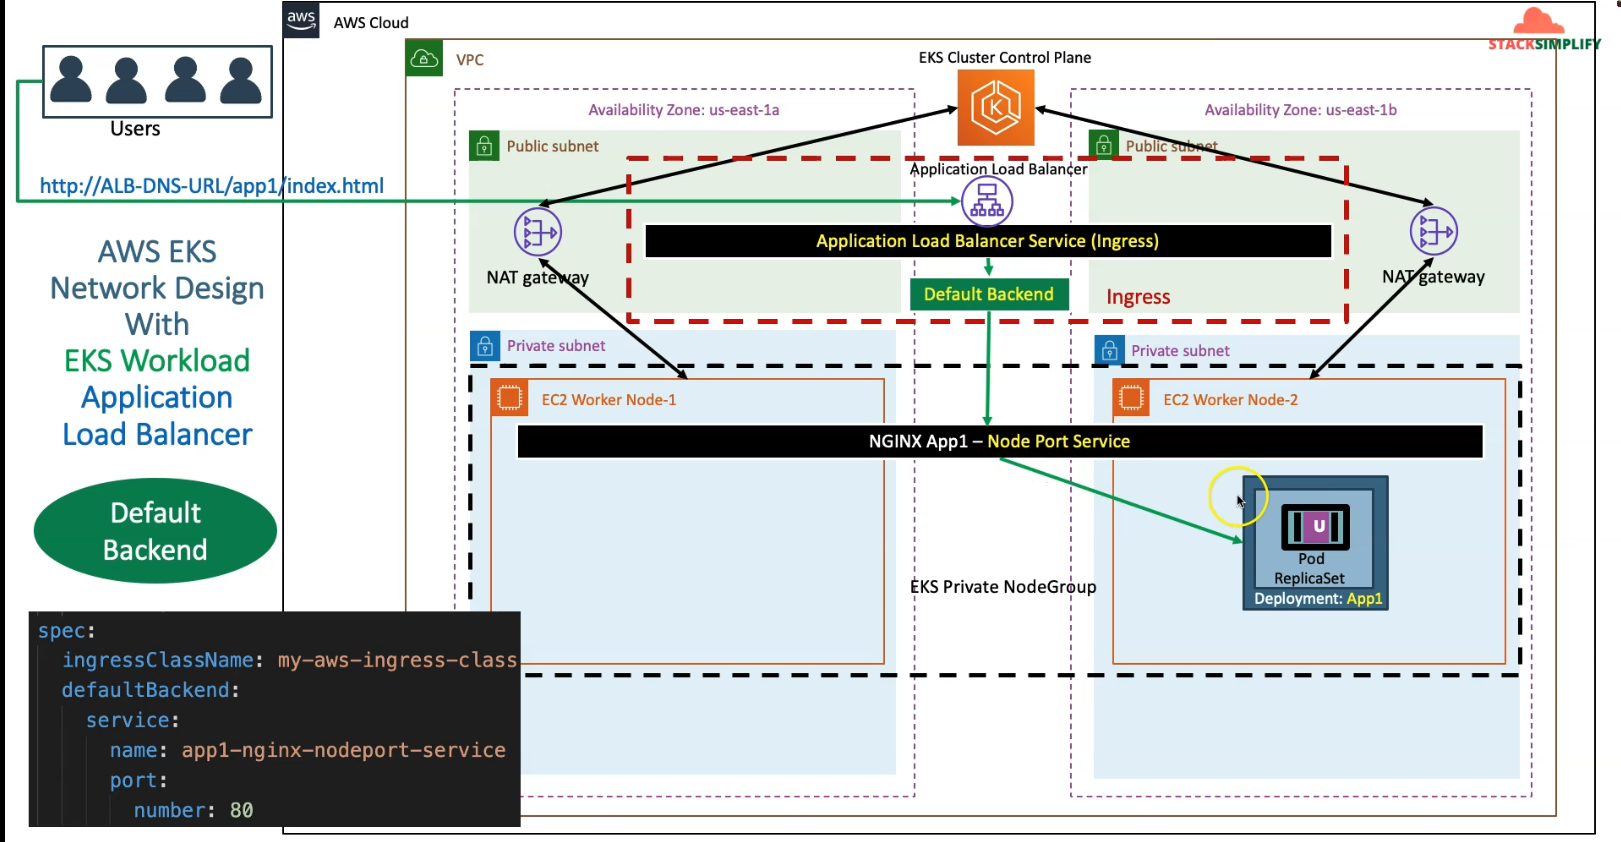 aws
AWS Cloud
STACKSIMPLIFY
VPC
EKS Cluster Control Plane
Users
Availability Zone: us-east-1a
Availability Zone: us-east-1b
Public subnet
Public subnet
Application Load Balancer
http://ALB-DNS-URL/app1/index.html
Application Load Balancer Service (Ingress)
NAT gateway
NAT gateway
Default Backend
Ingress
AWS EKS
Network Design
With
EKS Workload
Application
Load Balancer
Private subnet
Private subnet
EC2 Worker Node-1
EC2 Worker Node-2
NGINX App1 – Node Port Service
Default
Backend
U
Pod
ReplicaSet
Deployment: App1
EKS Private NodeGroup
spec:
ingressClassName: my-aws-ingress-class
defaultBackend:
service:
name: app1-nginx-nodeport-service
port:
number: 80